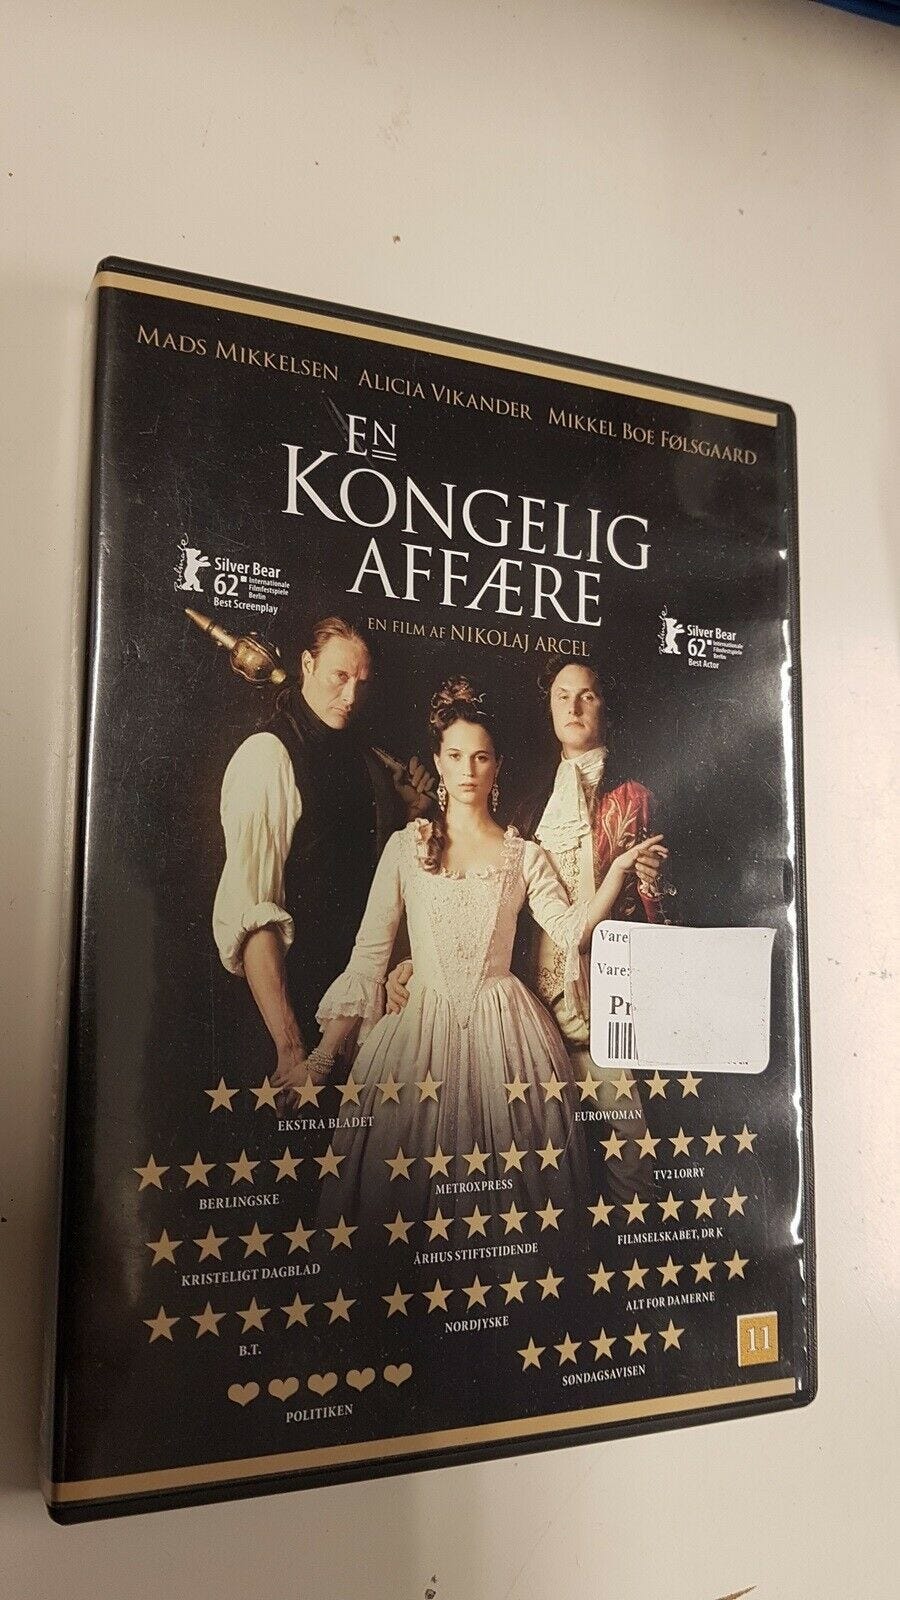 MADS MIKKELSEN ALICIA VIKANDER MIKKEL BOE FØLSGAARD
EN
KONGELIG
AFFÆRE
EN FILM AF NIKOLAJ ARCEL
Silver Bear
62
Internationale
Filmfestspiele
Berlin
Best Screenplay
Silver Bear
62
Internationale
Filmfestspiele
Berlin
Best Actor
Vare
Vare:
EKSTRA BLADET
EUROWOMAN
BERLINGSKE
METROXPRESS
TV2 LORRY
KRISTELIGT DAGBLAD
ÅRHUS STIFTSTIDENDE
FILMSELSKABET, DR K
B.T.
NORDJYSKE
ALT FOR DAMERNE
POLITIKEN
SØNDAGSAVISEN
11